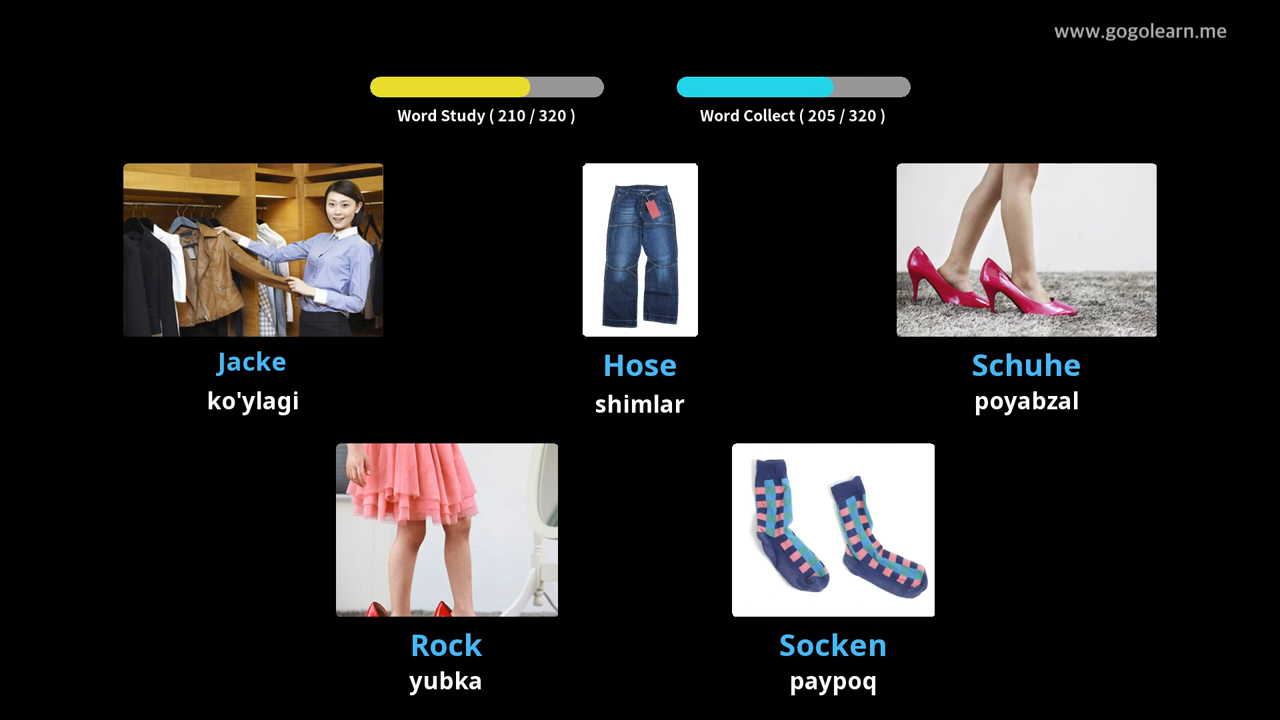 www.gogolearn.me
Word Study ( 210 / 320 )
Word Collect ( 205 / 320 )
Jacke
ko'ylagi
Hose
shimlar
Schuhe
poyabzal
Rock
yubka
Socken
paypoq